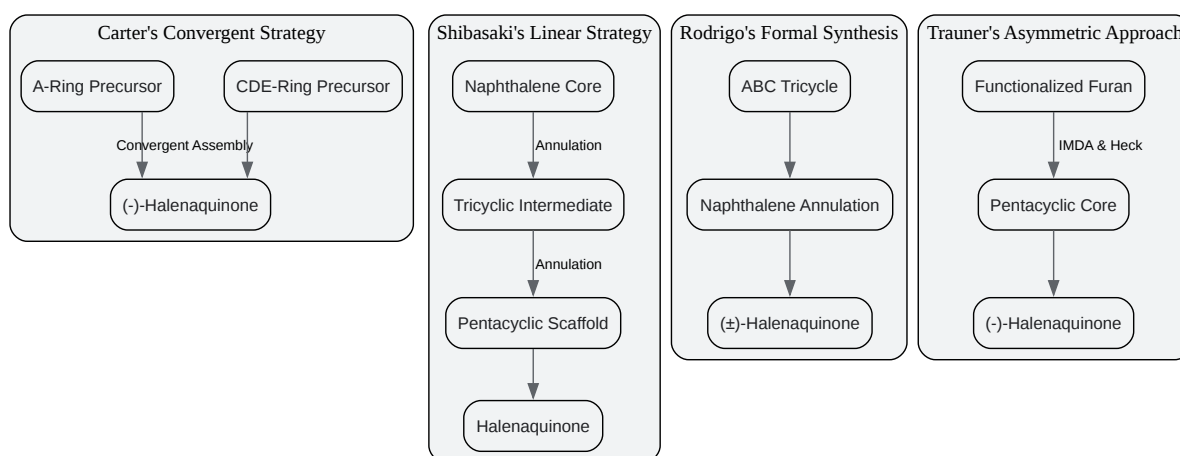 Carter's Convergent Strategy
A-Ring Precursor
CDE-Ring Precursor
Convergent Assembly
(-)-Halenaquinone
Shibasaki's Linear Strategy
Naphthalene Core
Annulation
Tricyclic Intermediate
Annulation
Pentacyclic Scaffold
Halenaquinone
Rodrigo's Formal Synthesis
ABC Tricycle
Naphthalene Annulation
(±)-Halenaquinone
Trauner's Asymmetric Approach
Functionalized Furan
IMDA & Heck
Pentacyclic Core
(-)-Halenaquinone